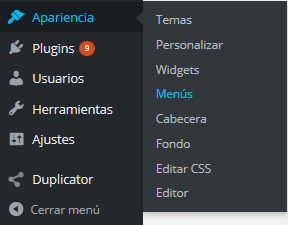 Apariencia
Plugins 9
Usuarios
Herramientas
Ajustes
Duplicator
Cerrar menú
Temas
Personalizar
Widgets
Menús
Cabecera
Fondo
Editar CSS
Editor